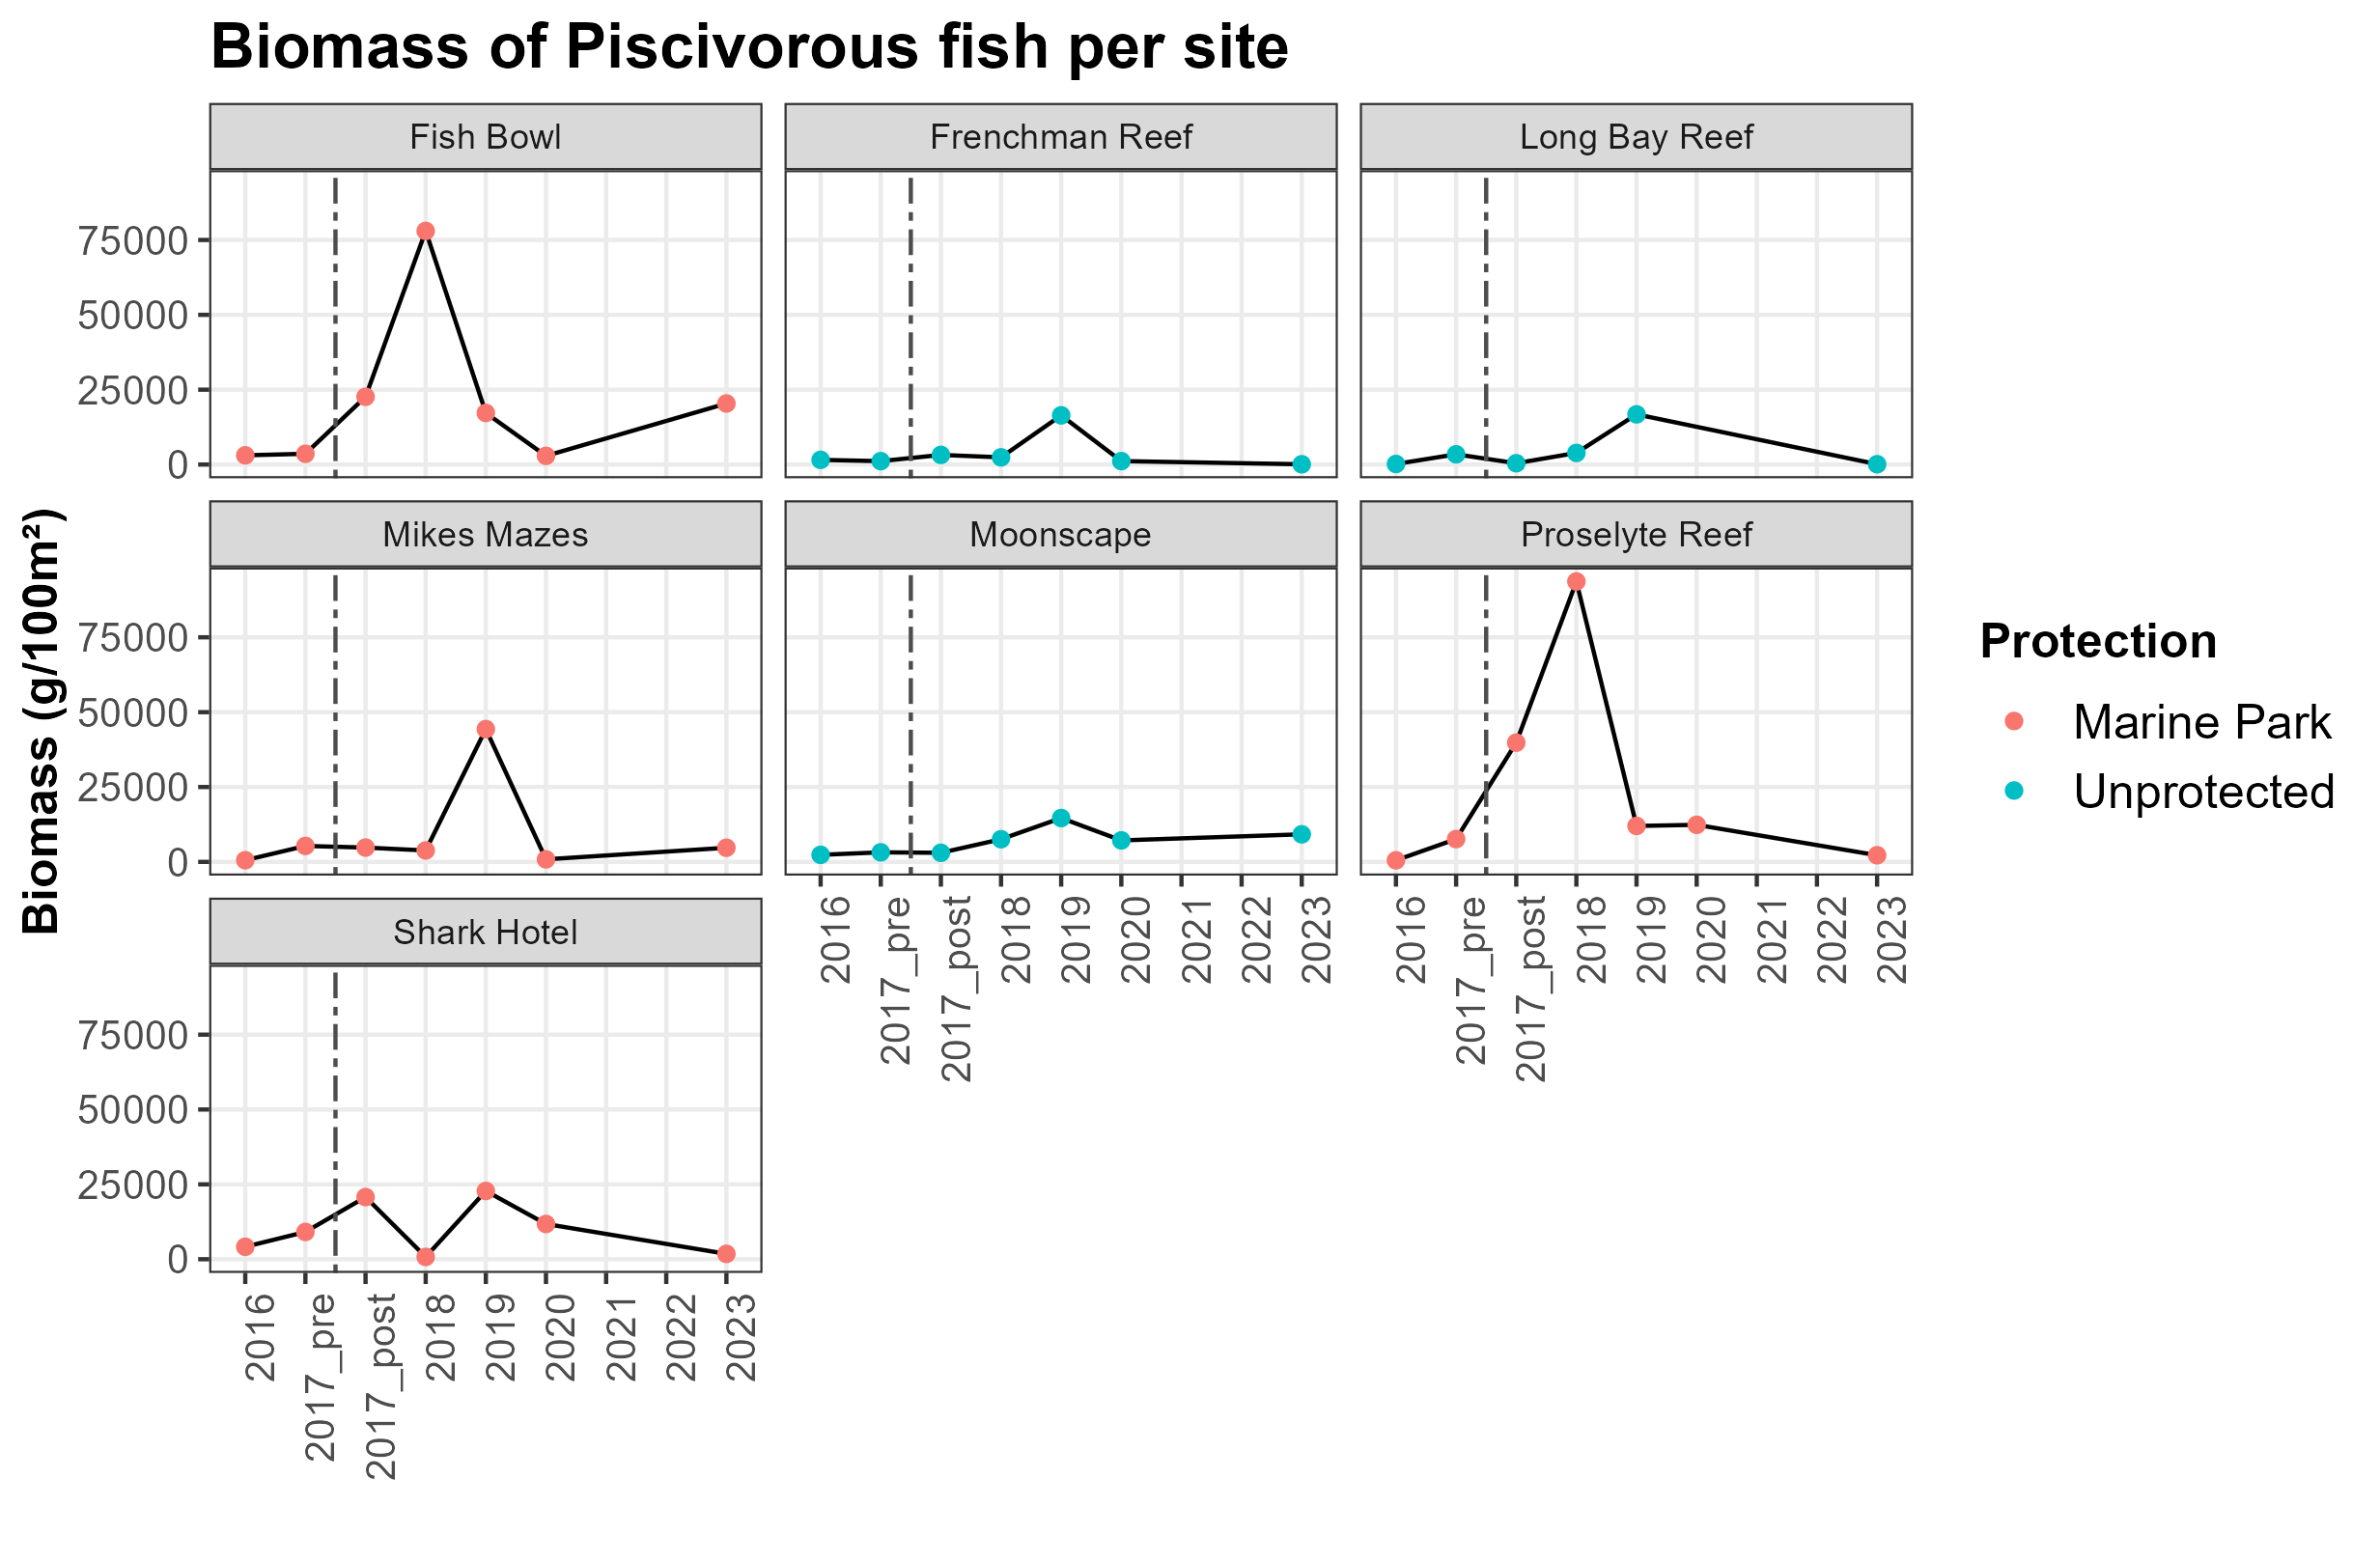 Biomass of Piscivorous fish per site
Fish Bowl
Frenchman Reef
Long Bay Reef
75000
50000
25000
0
Mikes Mazes
Moonscape
Proselyte Reef
75000
50000
25000
0
Biomass (g/100m²)
2016
2017_pre
2017_post
2018
2019
2020
2021
2022
2023
2016
2017_pre
2017_post
2018
2019
2020
2021
2022
2023
Shark Hotel
75000
50000
25000
0
2016
2017_pre
2017_post
2018
2019
2020
2021
2022
2023
Protection
Marine Park
Unprotected